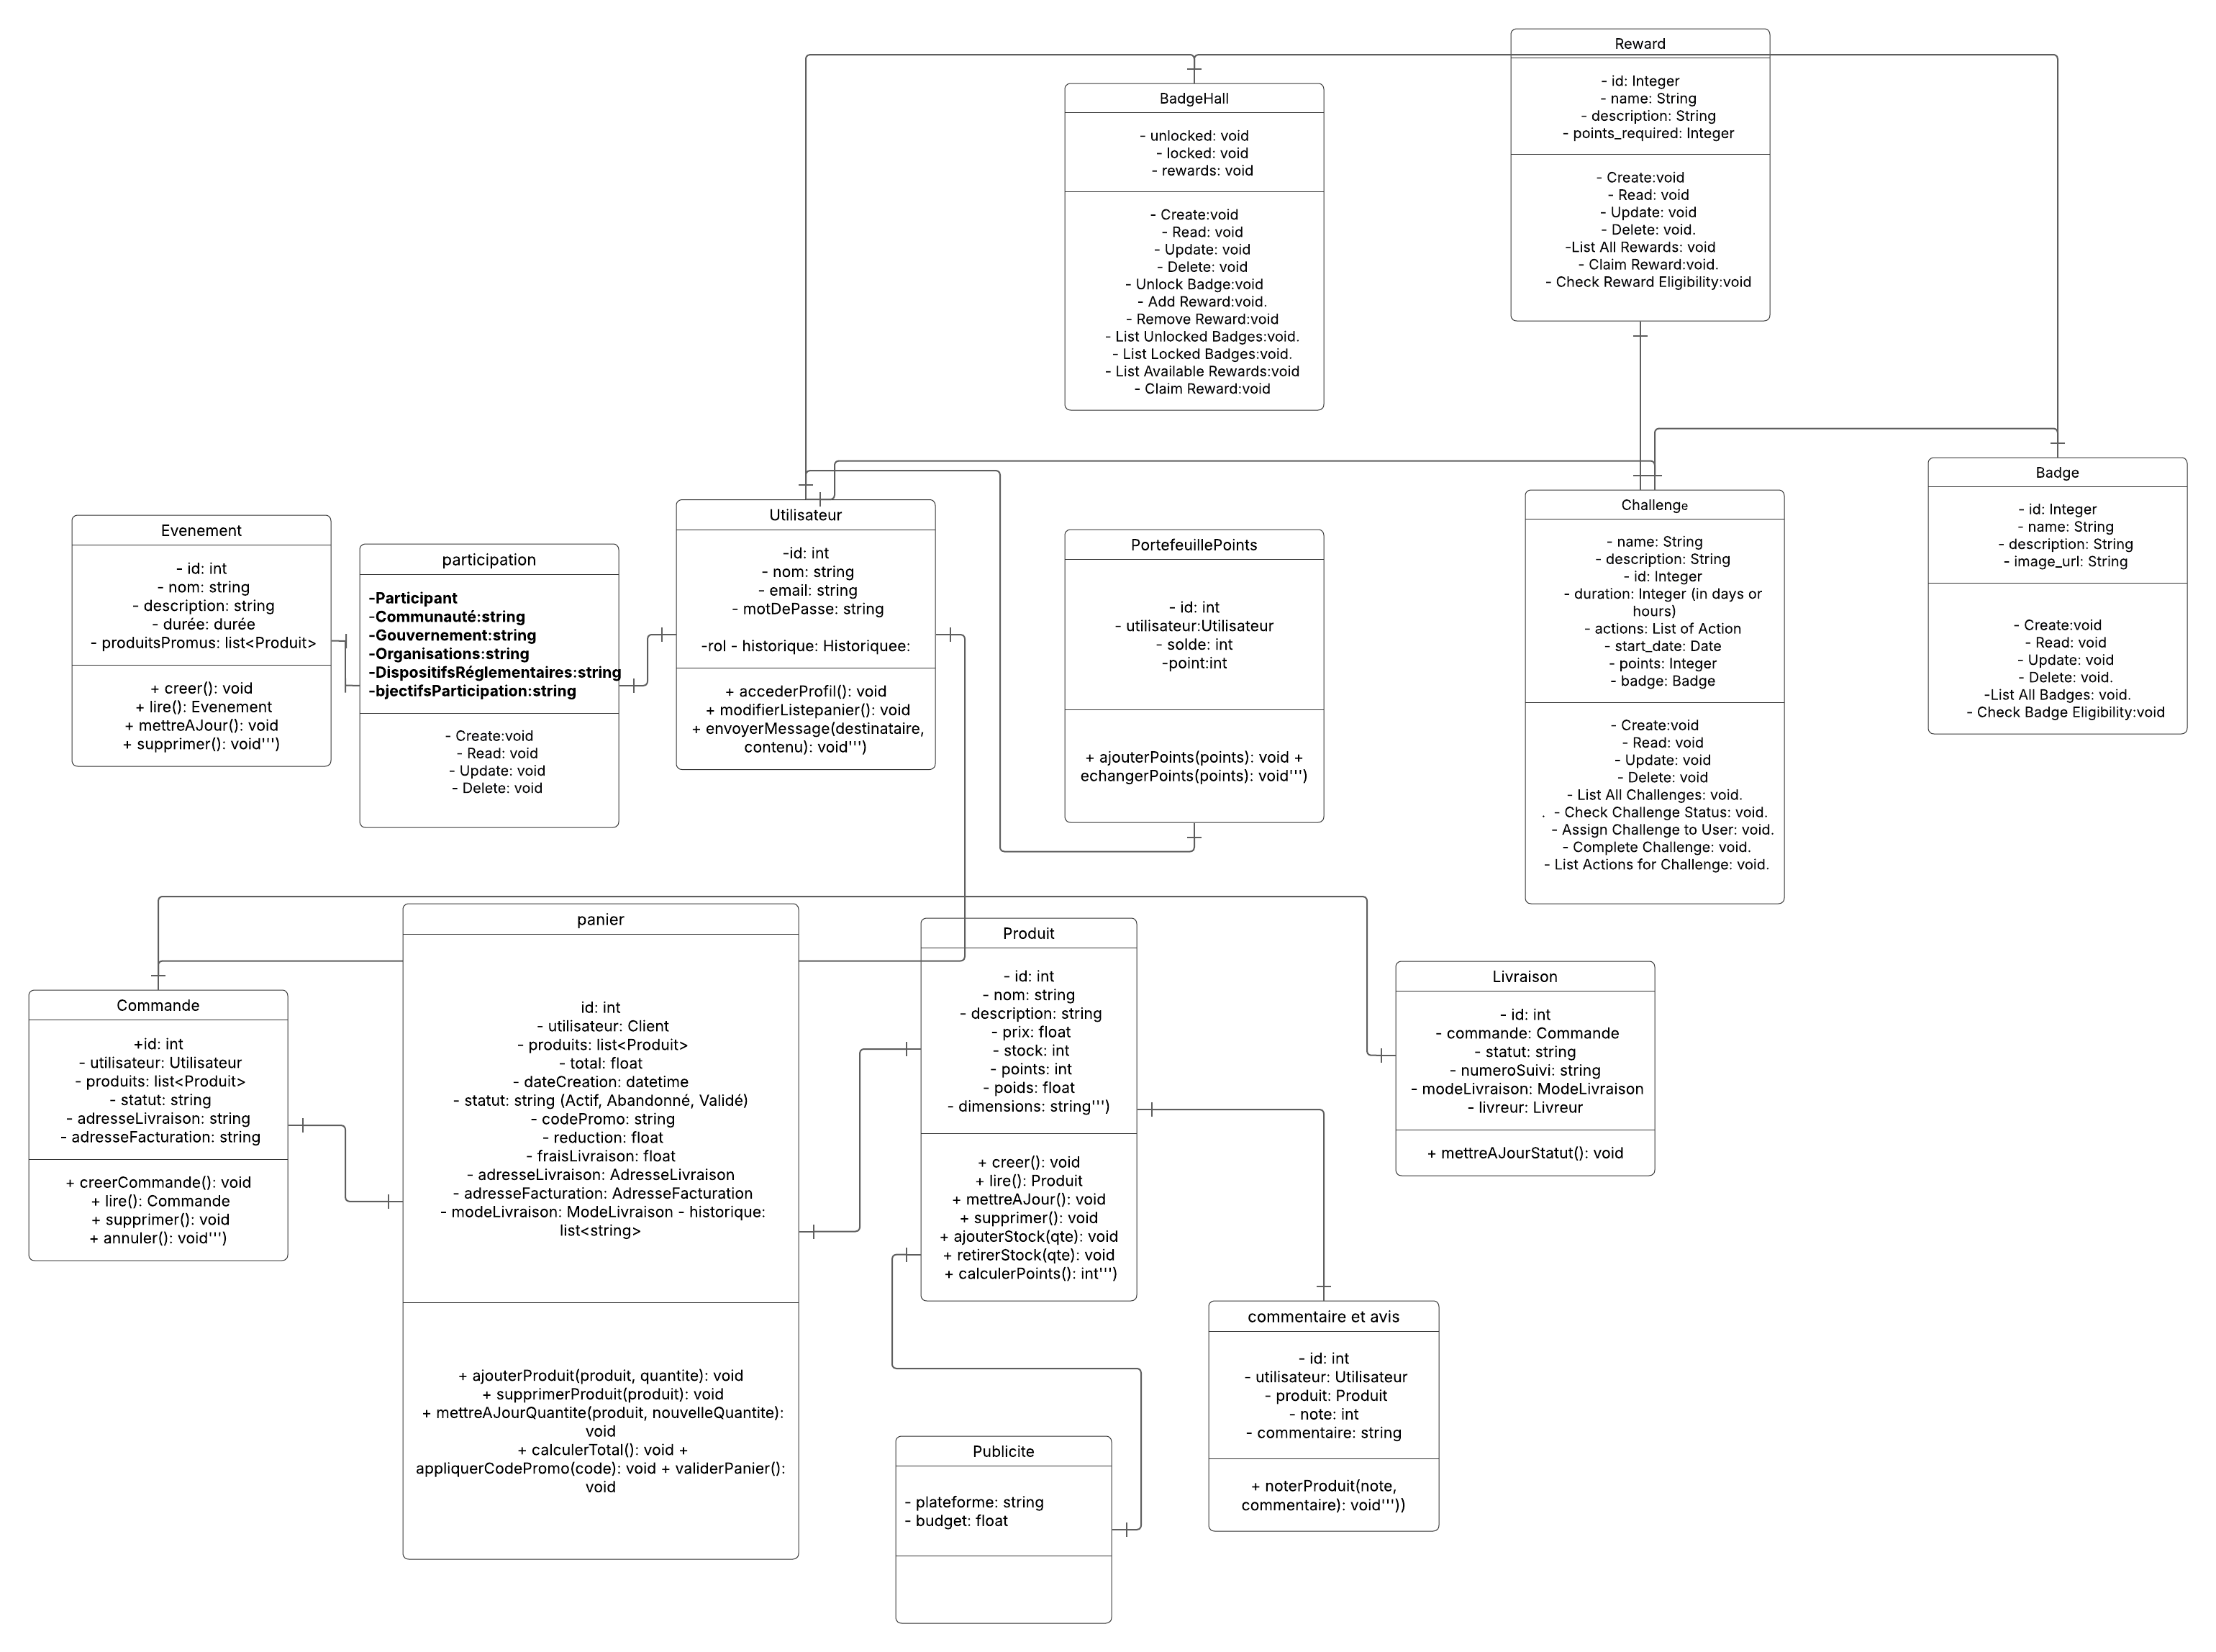 Reward
- id: Integer
- name: String
- description: String
- points_required: Integer
- Create:void
- Read: void
- Update: void
- Delete: void.
-List All Rewards: void
- Claim Reward:void.
- Check Reward Eligibility:void
BadgeHall
- unlocked: void
- locked: void
- rewards: void
- Create:void
- Read: void
- Update: void
- Delete: void
- Unlock Badge:void
- Add Reward:void.
- Remove Reward:void
- List Unlocked Badges:void.
- List Locked Badges:void.
- List Available Rewards:void
- Claim Reward:void
Evenement
- id: int
- nom: string
- description: string
- durée: durée
- produitsPromus: list<Produit>
+ creer(): void
+ lire(): Evenement
+ mettreAJour(): void
+ supprimer(): void''')
participation
-Participant
-Communauté:string
-Gouvernement:string
-Organisations:string
-DispositifsRéglementaires:string
-bjectifsParticipation:string
- Create:void
- Read: void
- Update: void
- Delete: void
Utilisateur
-id: int
- nom: string
- email: string
- motDePasse: string
-rol - historique: Historiquee:
+ accederProfil(): void
+ modifierListepanier(): void
+ envoyerMessage(destinataire,
contenu): void''')
PortefeuillePoints
- id: int
- utilisateur:Utilisateur
- solde: int
-point:int
+ ajouterPoints(points): void +
echangerPoints(points): void''')
Challenge
- name: String
- description: String
- id: Integer
- duration: Integer (in days or
hours)
- actions: List of Action
- start_date: Date
- points: Integer
- badge: Badge
- Create:void
- Read: void
- Update: void
- Delete: void
- List All Challenges: void.
. - Check Challenge Status: void.
- Assign Challenge to User: void.
- Complete Challenge: void.
- List Actions for Challenge: void.
Badge
- id: Integer
- name: String
- description: String
- image_url: String
- Create:void
- Read: void
- Update: void
- Delete: void.
-List All Badges: void.
- Check Badge Eligibility:void
Commande
+id: int
- utilisateur: Utilisateur
- produits: list<Produit>
- statut: string
- adresseLivraison: string
- adresseFacturation: string
+ creerCommande(): void
+ lire(): Commande
+ supprimer(): void
+ annuler(): void''')
panier
id: int
- utilisateur: Client
- produits: list<Produit>
- total: float
- dateCreation: datetime
- statut: string (Actif, Abandonné, Validé)
- codePromo: string
- reduction: float
- fraisLivraison: float
- adresseLivraison: AdresseLivraison
- adresseFacturation: AdresseFacturation
- modeLivraison: ModeLivraison - historique:
list<string>
+ ajouterProduit(produit, quantite): void
+ supprimerProduit(produit): void
+ mettreAJourQuantite(produit, nouvelleQuantite):
void
+ calculerTotal(): void +
appliquerCodePromo(code): void + validerPanier():
void
Produit
- id: int
- nom: string
- description: string
- prix: float
- stock: int
- points: int
- poids: float
- dimensions: string''')
+ creer(): void
+ lire(): Produit
+ mettreAJour(): void
+ supprimer(): void
+ ajouterStock(qte): void
+ retirerStock(qte): void
+ calculerPoints(): int''')
Livraison
- id: int
- commande: Commande
- statut: string
- numeroSuivi: string
- modeLivraison: ModeLivraison
- livreur: Livreur
+ mettreAJourStatut(): void
commentaire et avis
- id: int
- utilisateur: Utilisateur
- produit: Produit
- note: int
- commentaire: string
+ noterProduit(note,
commentaire): void'''))
Publicite
- plateforme: string
- budget: float